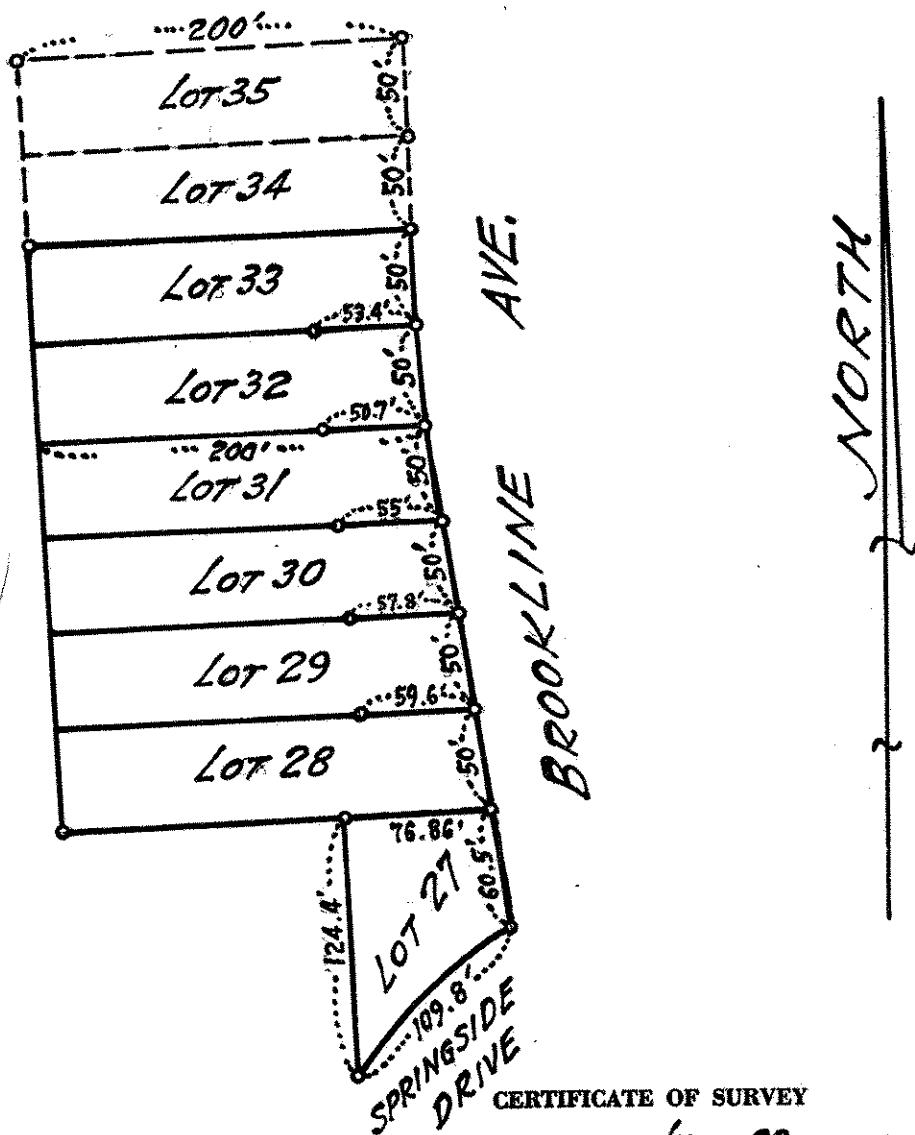 200'
LOT 35
50'
LOT 34
50'
LOT 33
50'
53.4'
LOT 32
50'
50.7'
200'
LOT 31
50'
55'
LOT 30
50'
57.8'
LOT 29
50'
59.6'
LOT 28
50'
76.86'
LOT 27
60.5'
124.4'
109.8'
SPRINGSIDE
DRIVE
BROOKLINE AVE.
NORTH
CERTIFICATE OF SURVEY